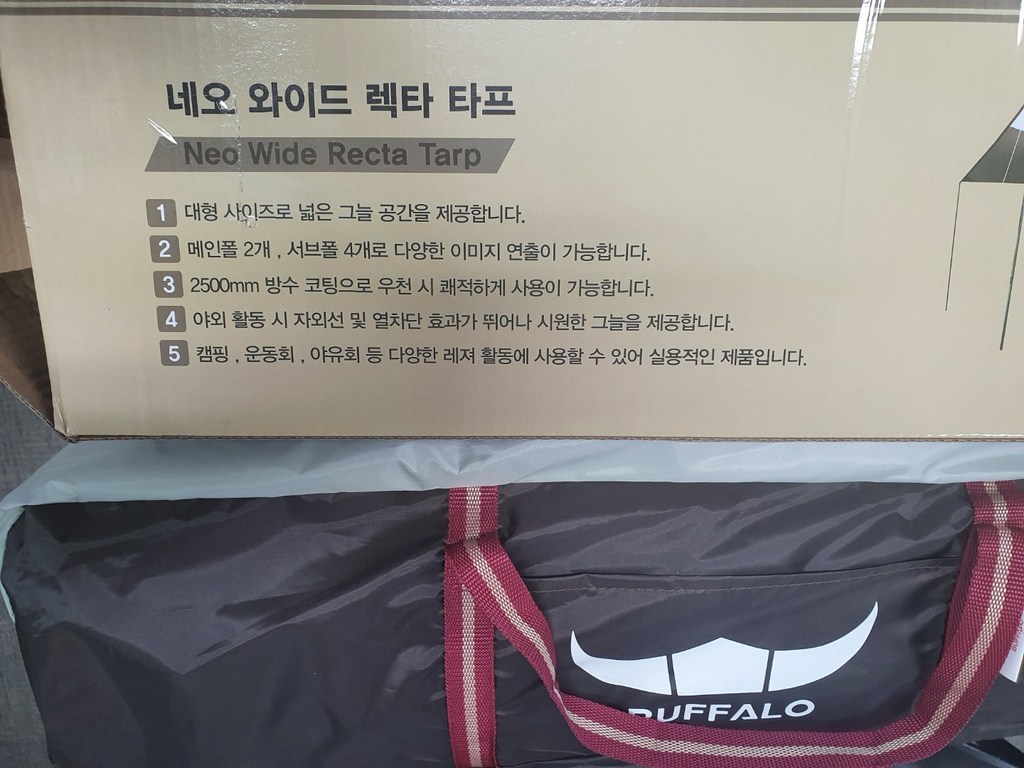 네오 와이드 렉타 타프
Neo Wide Recta Tarp
1 대형 사이즈로 넓은 그늘 공간을 제공합니다.
2 메인폴 2개 , 서브폴 4개로 다양한 이미지 연출이 가능합니다.
3 2500mm 방수 코팅으로 우천 시 쾌적하게 사용이 가능합니다.
4 야외 활동 시 자외선 및 열차단 효과가 뛰어나 시원한 그늘을 제공합니다.
5 캠핑 , 운동회 , 야유회 등 다양한 레져 활동에 사용할 수 있어 실용적인 제품입니다.
BUFFALO